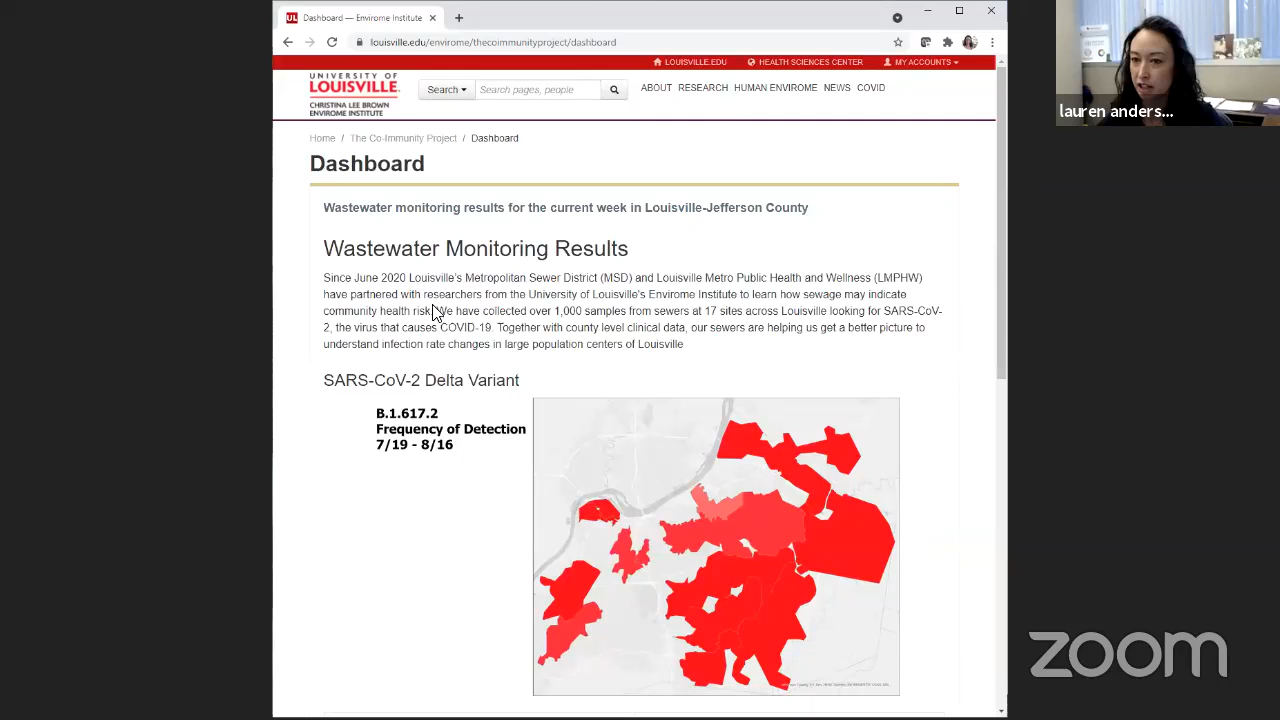 Dashboard — Envirome Institute
louisville.edu/envirome/thecoimmunityproject/dashboard
LOUISVILLE.EDU HEALTH SCIENCES CENTER MY ACCOUNTS
UL
UNIVERSITY OF
LOUISVILLE
CHRISTINA LEE BROWN
ENVIROME INSTITUTE
Search Search pages, people
ABOUT RESEARCH HUMAN ENVIROME NEWS COVID
Home / The Co-Immunity Project / Dashboard
Dashboard
Wastewater monitoring results for the current week in Louisville-Jefferson County
Wastewater Monitoring Results
Since June 2020 Louisville's Metropolitan Sewer District (MSD) and Louisville Metro Public Health and Wellness (LMPHW)
have partnered with researchers from the University of Louisville's Envirome Institute to learn how sewage may indicate
community health risk. We have collected over 1,000 samples from sewers at 17 sites across Louisville looking for SARS-CoV-
2, the virus that causes COVID-19. Together with county level clinical data, our sewers are helping us get a better picture to
understand infection rate changes in large population centers of Louisville
SARS-CoV-2 Delta Variant
B.1.617.2
Frequency of Detection
7/19 - 8/16
lauren anders...
zoom